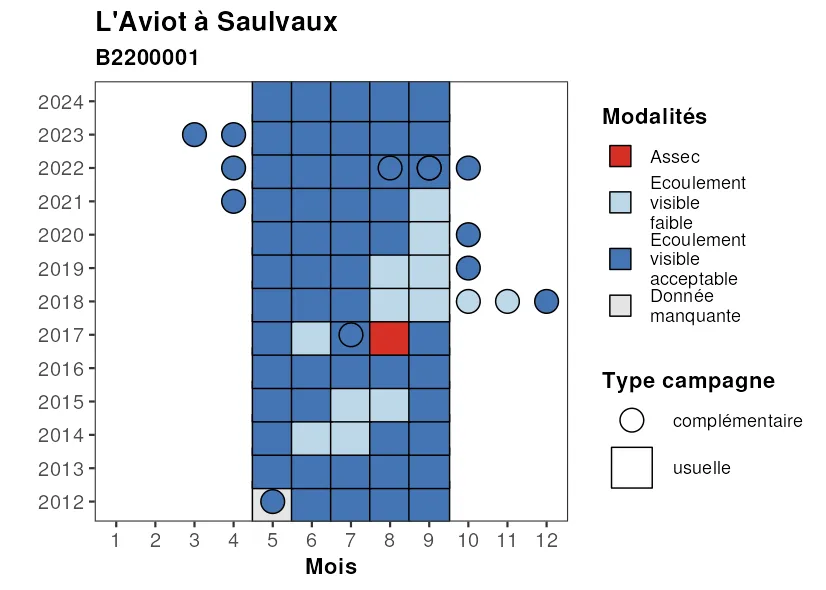 L'Aviot à Saulvaux
B2200001
2024
2023
2022
2021
2020
2019
2018
2017
2016
2015
2014
2013
2012
1 2 3 4 5 6 7 8 9 10 11 12
Mois
Modalités
Assec
Ecoulement
visible
faible
Ecoulement
visible
acceptable
Donnée
manquante
Type campagne
complémentaire
usuelle